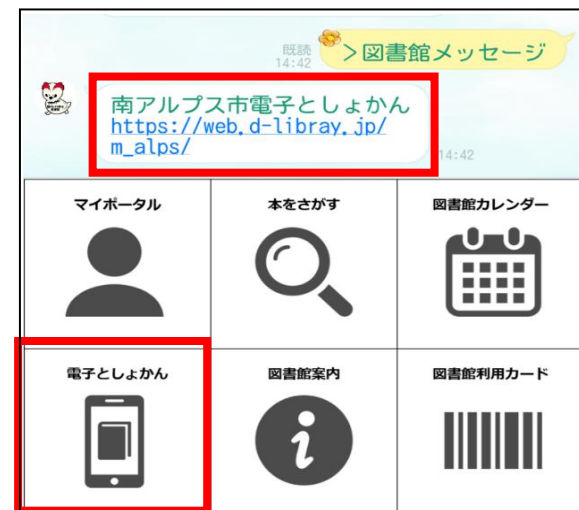 既読
14:42
>図書館メッセージ
南アルプス市電子としょかん
https://web.d-libray.jp/
m_alps/
14:42
マイポータル
本をさがす
図書館カレンダー
電子としょかん
図書館案内
図書館利用カード